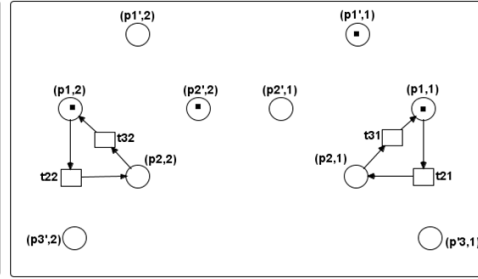 (p1',2)
(p1',1)
(p1,2)
(p2',2)
(p2',1)
(p1,1)
t32
t31
(p2,2)
(p2,1)
t22
t21
(p3',2)
(p'3,1)